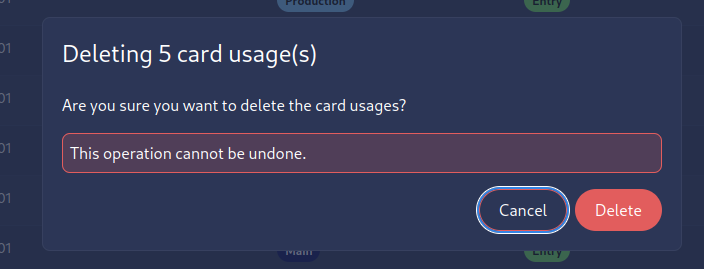 01
Production
Entry
01
Deleting 5 card usage(s)
01
Are you sure you want to delete the card usages?
01
This operation cannot be undone.
01
Cancel
Delete
01
Main
Entry